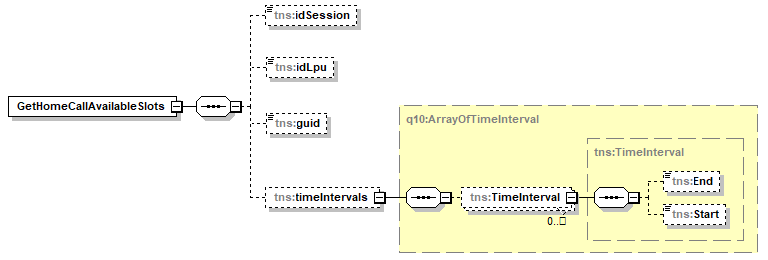 tns:idSession
tns:idLpu
GetHomeCallAvailableSlots
q10:ArrayOfTimeInterval
tns:guid
tns:TimeInterval
tns:End
tns:timeIntervals
tns:TimeInterval
tns:Start
0..